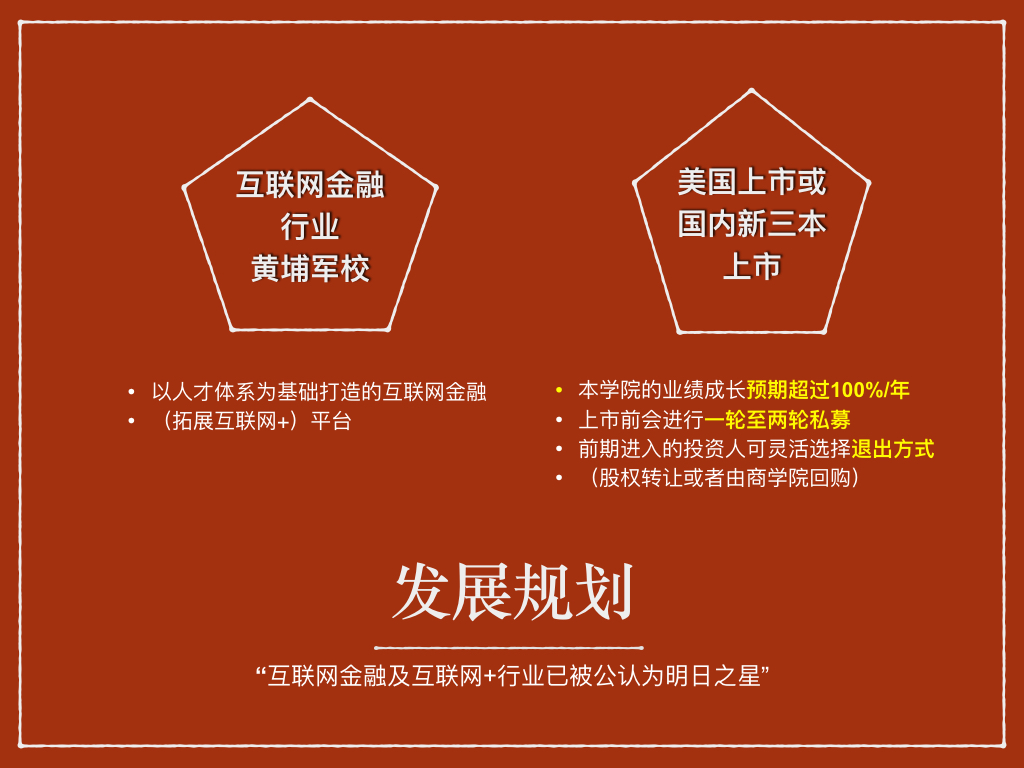 互联网金融
行业
黄埔军校
美国上市或
国内新三本
上市
• 以人才体系为基础打造的互联网金融
• （拓展互联网+）平台
• 本学院的业绩成长预期超过100%/年
• 上市前会进行一轮至两轮私募
• 前期进入的投资人可灵活选择退出方式
• （股权转让或者由商学院回购）
发展规划
“互联网金融及互联网+行业已被公认为明日之星”